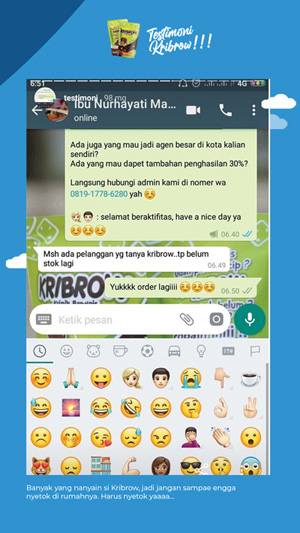 Testimoni
Kribrow!!!
6:51
testimoni 98 mg
Ibu Nurhayati Ma...
online
Ada juga yang mau jadi agen besar di kota kalian
sendiri?
Ada yang mau dapet tambahan penghasilan 30%?
Langsung hubungi admin kami di nomer wa
0819-1778-6280 yah
: selamat beraktifitas, have a nice day ya
06.40
Msh ada pelanggan yg tanya kribrow..tp belum
stok lagi
06.49
Yukkkk order lagiiii
06.50
KRIBRO
Ketik pesan
Banyak yang nanyain si Kribrow, jadi jangan sampae engga
nyetok di rumahnya. Harus nyetok yaaaa...